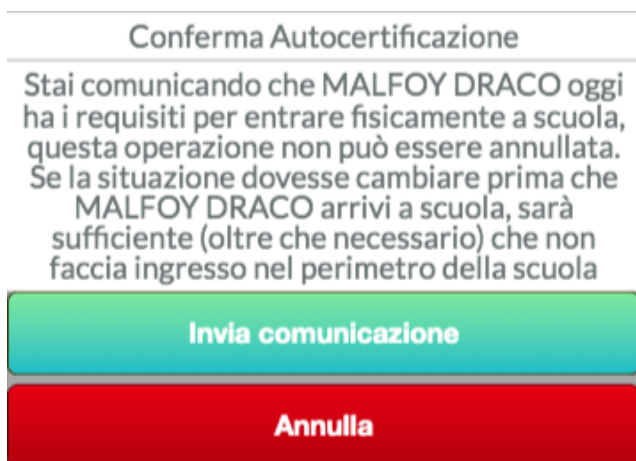 Conferma Autocertificazione
Stai comunicando che MALFOY DRACO oggi
ha i requisiti per entrare fisicamente a scuola,
questa operazione non può essere annullata.
Se la situazione dovesse cambiare prima che
MALFOY DRACO arrivi a scuola, sarà
sufficiente (oltre che necessario) che non
faccia ingresso nel perimetro della scuola
Invia comunicazione
Annulla